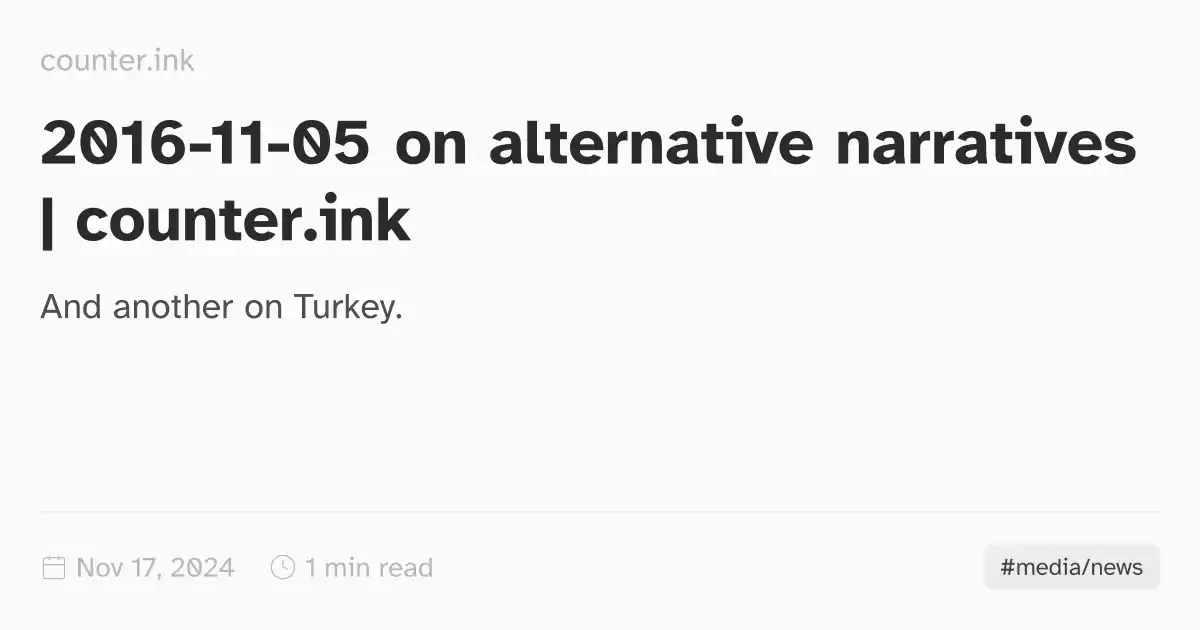 counter.ink
2016-11-05 on alternative narratives
| counter.ink
And another on Turkey.
Nov 17, 2024
1 min read
#media/news